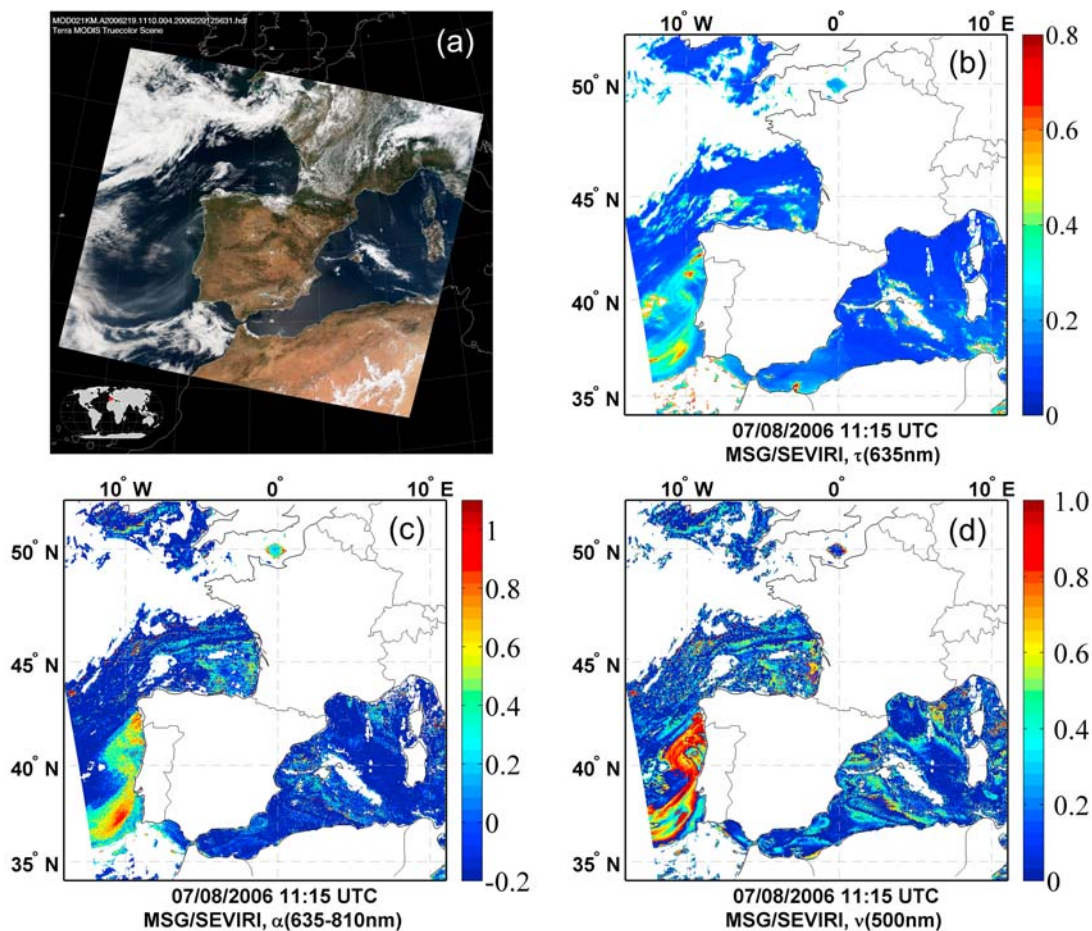 MOD021KM.A2006219.1110.004.2006220125631.hdf
Terra MODIS Truecolor Scene
(a)
10° W 0° 10° E
(b)
50° N
45° N
40° N
35° N
0.8
0.6
0.4
0.2
0
07/08/2006 11:15 UTC
MSG/SEVIRI, τ(635nm)
10° W 0° 10° E
(c)
50° N
45° N
40° N
35° N
1
0.8
0.6
0.4
0.2
0
-0.2
07/08/2006 11:15 UTC
MSG/SEVIRI, α(635-810nm)
10° W 0° 10° E
(d)
50° N
45° N
40° N
35° N
1.0
0.8
0.6
0.4
0.2
0
07/08/2006 11:15 UTC
MSG/SEVIRI, ν(500nm)